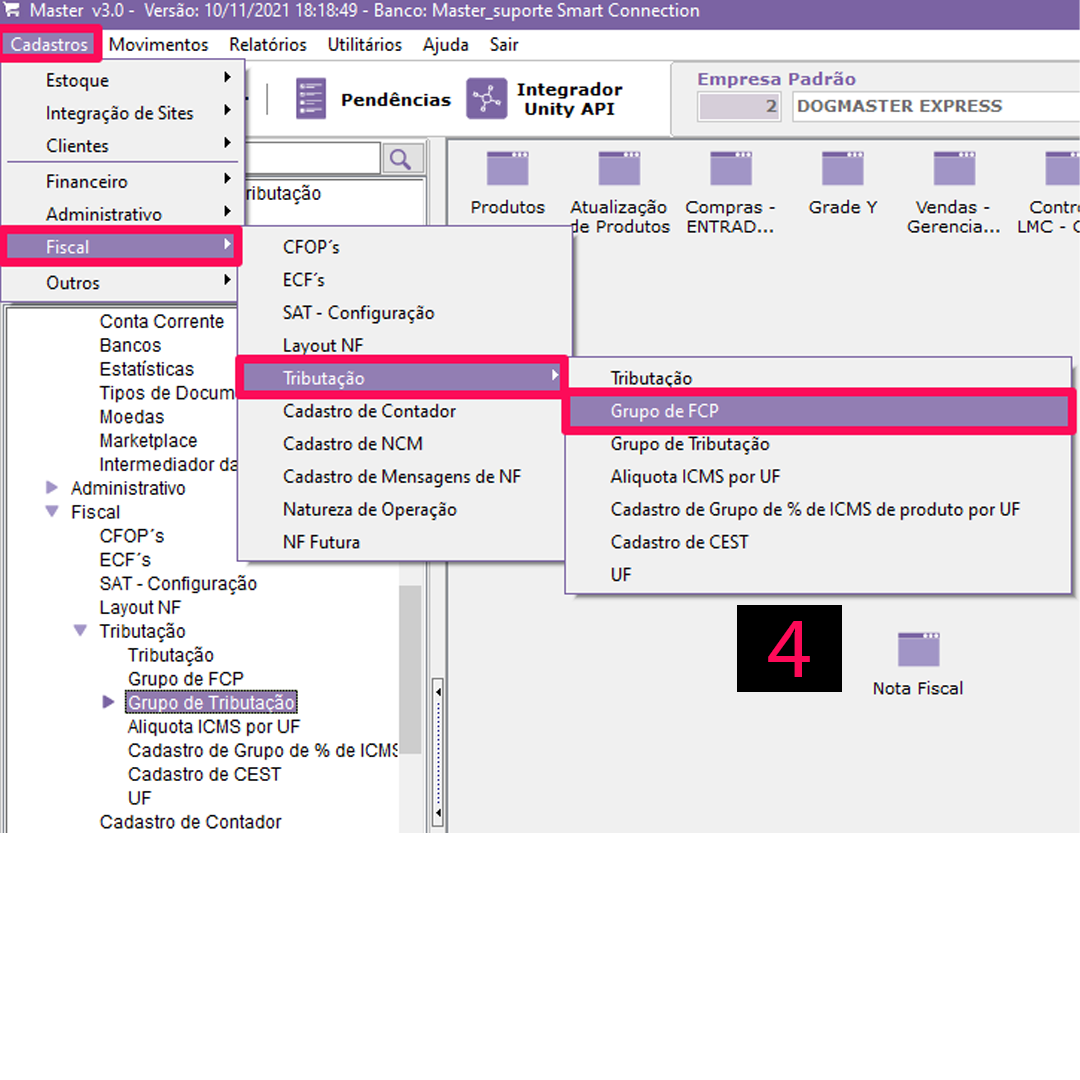 Master v3.0 - Versão: 10/11/2021 18:18:49 - Banco: Master_suporte Smart Connection
Cadastros Movimentos Relatórios Utilitários Ajuda Sair
Estoque
Integração de Sites
Clientes
Financeiro
Administrativo
Fiscal
Outros
Pendências
Integrador
Unity API
Empresa Padrão
2 DOGMASTER EXPRESS
Produtos
Atualização
de Produtos
Compras -
ENTRAD...
Grade Y
Vendas -
Gerencia...
CFOP´s
ECF´s
SAT - Configuração
Layout NF
Tributação
Cadastro de Contador
Cadastro de NCM
Cadastro de Mensagens de NF
Natureza de Operação
NF Futura
Tributação
Grupo de FCP
Grupo de Tributação
Aliquota ICMS por UF
Cadastro de Grupo de % de ICMS de produto por UF
Cadastro de CEST
UF
Conta Corrente
Bancos
Estatísticas
Tipos de Docum
Moedas
Marketplace
Intermediador da
Administrativo
Fiscal
CFOP´s
ECF´s
SAT - Configuração
Layout NF
Tributação
Tributação
Grupo de FCP
Grupo de Tributação
Aliquota ICMS por UF
Cadastro de Grupo de % de ICMS
Cadastro de CEST
UF
Cadastro de Contador
4
Nota Fiscal